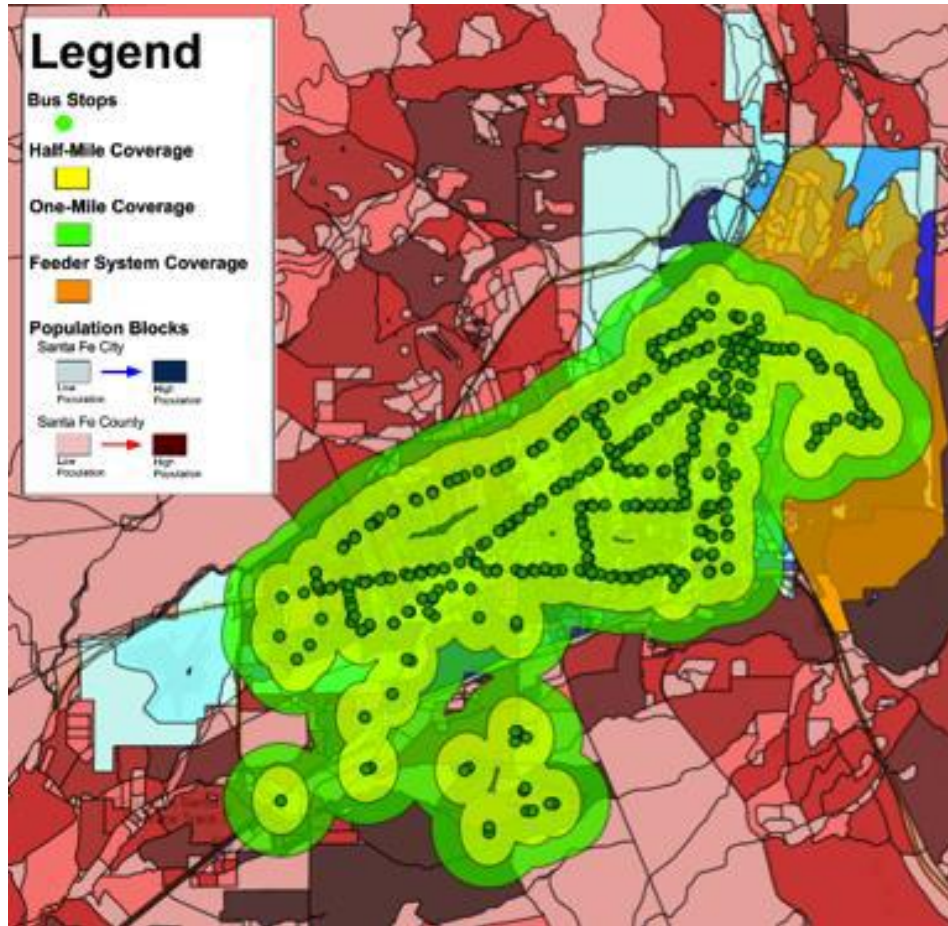 Legend
Bus Stops
Half-Mile Coverage
One-Mile Coverage
Feeder System Coverage
Population Blocks
Santa Fe City
Low High
Population Population
Santa Fe County
Low High
Population Population